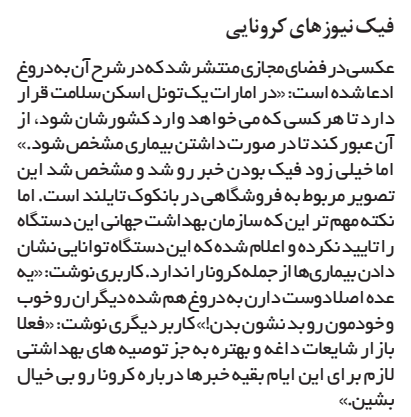 فیک نیوزهای کرونایی
عکسی در فضای مجازی منتشر شد که در شرح آن به‌دروغ
ادعا شده است: «در امارات یک تونل اسکن سلامت قرار
دارد تا هر کسی که می‌خواهد وارد کشورشان شود، از
آن عبور کند تا در صورت داشتن بیماری مشخص شود.»
اما خیلی زود فیک بودن خبر رو شد و مشخص شد این
تصویر مربوط به فروشگاهی در بانکوک تایلند است. اما
نکته مهم‌تر این که سازمان بهداشت جهانی این دستگاه
را تایید نکرده و اعلام شده که این دستگاه توانایی نشان
دادن بیماری‌ها از جمله کرونا را ندارد. کاربری نوشت: «یه
عده اصلا دوست دارن به‌دروغ هم شده دیگران رو خوب
و خودمون رو بد نشون بدن!» کاربر دیگری نوشت: «فعلا
بازار شایعات داغه و بهتره به جز توصیه های بهداشتی
لازم برای این ایام بقیه خبرها درباره کرونا رو بی خیال
بشین.»